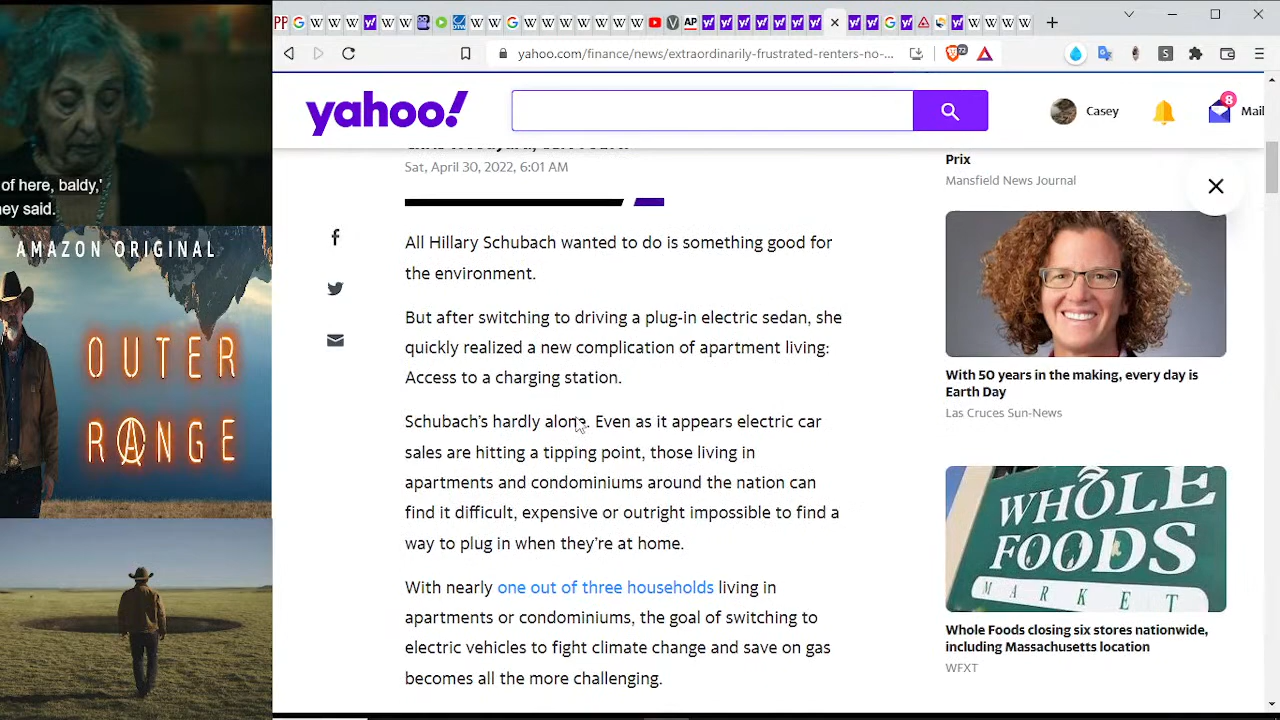 of here, baldy,'
ey said.
AMAZON ORIGINAL
OUTER
RANGE
yahoo.com/finance/news/extraordinarily-frustrated-renters-no-...
22
yahoo!
Casey
8
Mail
Sat, April 30, 2022, 6:01 AM
All Hillary Schubach wanted to do is something good for
the environment.
But after switching to driving a plug-in electric sedan, she
quickly realized a new complication of apartment living:
Access to a charging station.
Schubach's hardly alone. Even as it appears electric car
sales are hitting a tipping point, those living in
apartments and condominiums around the nation can
find it difficult, expensive or outright impossible to find a
way to plug in when they're at home.
With nearly one out of three households living in
apartments or condominiums, the goal of switching to
electric vehicles to fight climate change and save on gas
becomes all the more challenging.
Prix
Mansfield News Journal
With 50 years in the making, every day is
Earth Day
Las Cruces Sun-News
WHOLE
FOODS
MARKET
Whole Foods closing six stores nationwide,
including Massachusetts location
WFXT